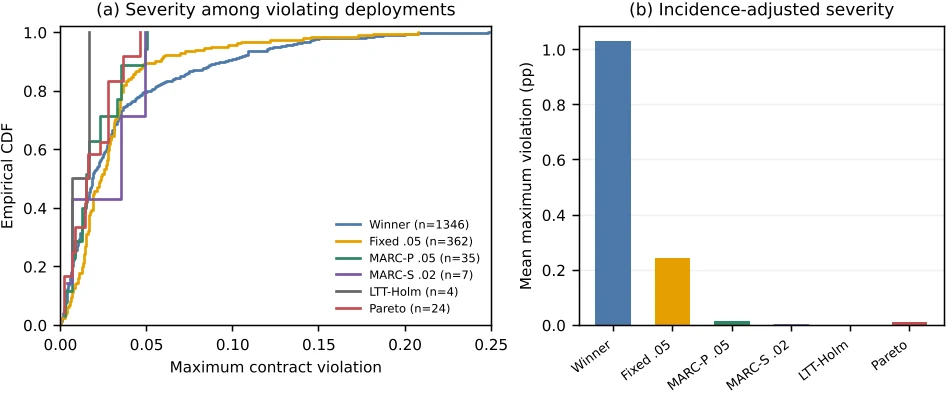 (a) Severity among violating deployments
1.0
0.8
0.6
0.4
0.2
0.0
Empirical CDF
0.00 0.05 0.10 0.15 0.20 0.25
Maximum contract violation
Winner (n=1346)
Fixed .05 (n=362)
MARC-P .05 (n=35)
MARC-S .02 (n=7)
LTT-Holm (n=4)
Pareto (n=24)
(b) Incidence-adjusted severity
1.0
0.8
0.6
0.4
0.2
0.0
Mean maximum violation (pp)
Winner
Fixed .05
MARC-P .05
MARC-S .02
LTT-Holm
Pareto